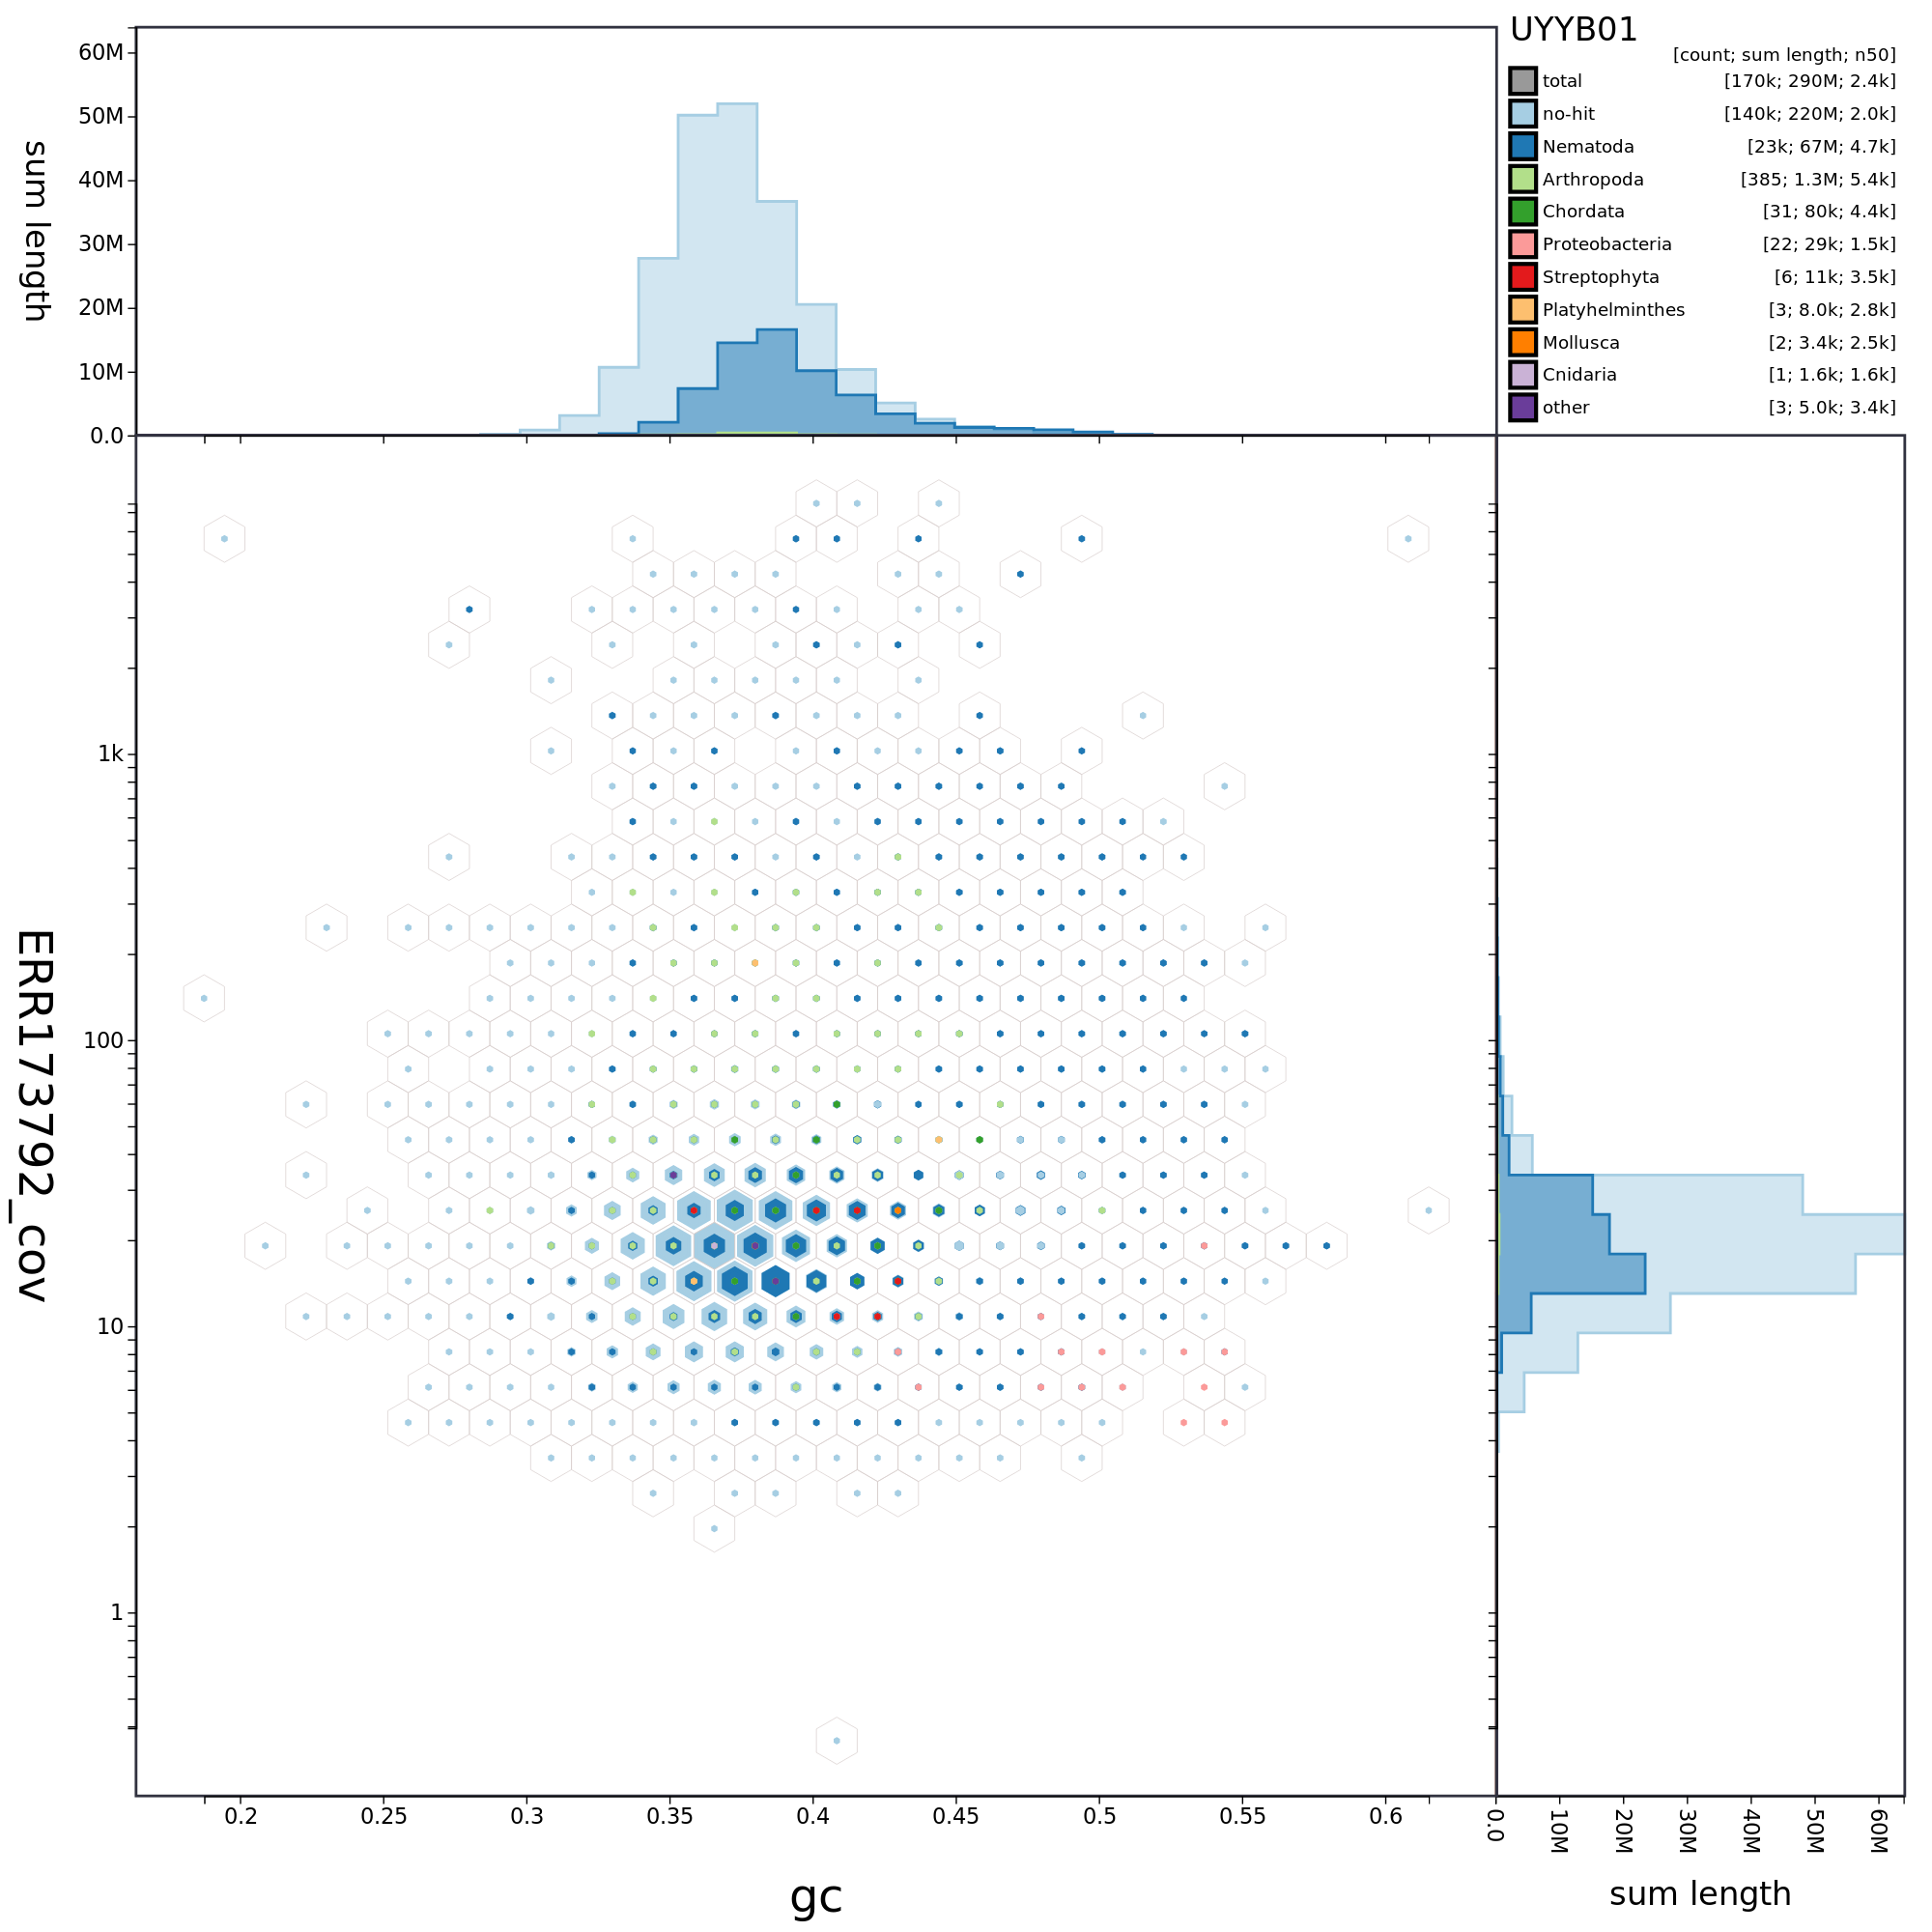 UYYB01
[count; sum length; n50]
total [170k; 290M; 2.4k]
no-hit [140k; 220M; 2.0k]
Nematoda [23k; 67M; 4.7k]
Arthropoda [385; 1.3M; 5.4k]
Chordata [31; 80k; 4.4k]
Proteobacteria [22; 29k; 1.5k]
Streptophyta [6; 11k; 3.5k]
Platyhelminthes [3; 8.0k; 2.8k]
Mollusca [2; 3.4k; 2.5k]
Cnidaria [1; 1.6k; 1.6k]
other [3; 5.0k; 3.4k]
sum length
60M
50M
40M
30M
20M
10M
0.0
ERR173792_cov
1k
100
10
1
0.2 0.25 0.3 0.35 0.4 0.45 0.5 0.55 0.6
gc
0.0 10M 20M 30M 40M 50M 60M
sum length